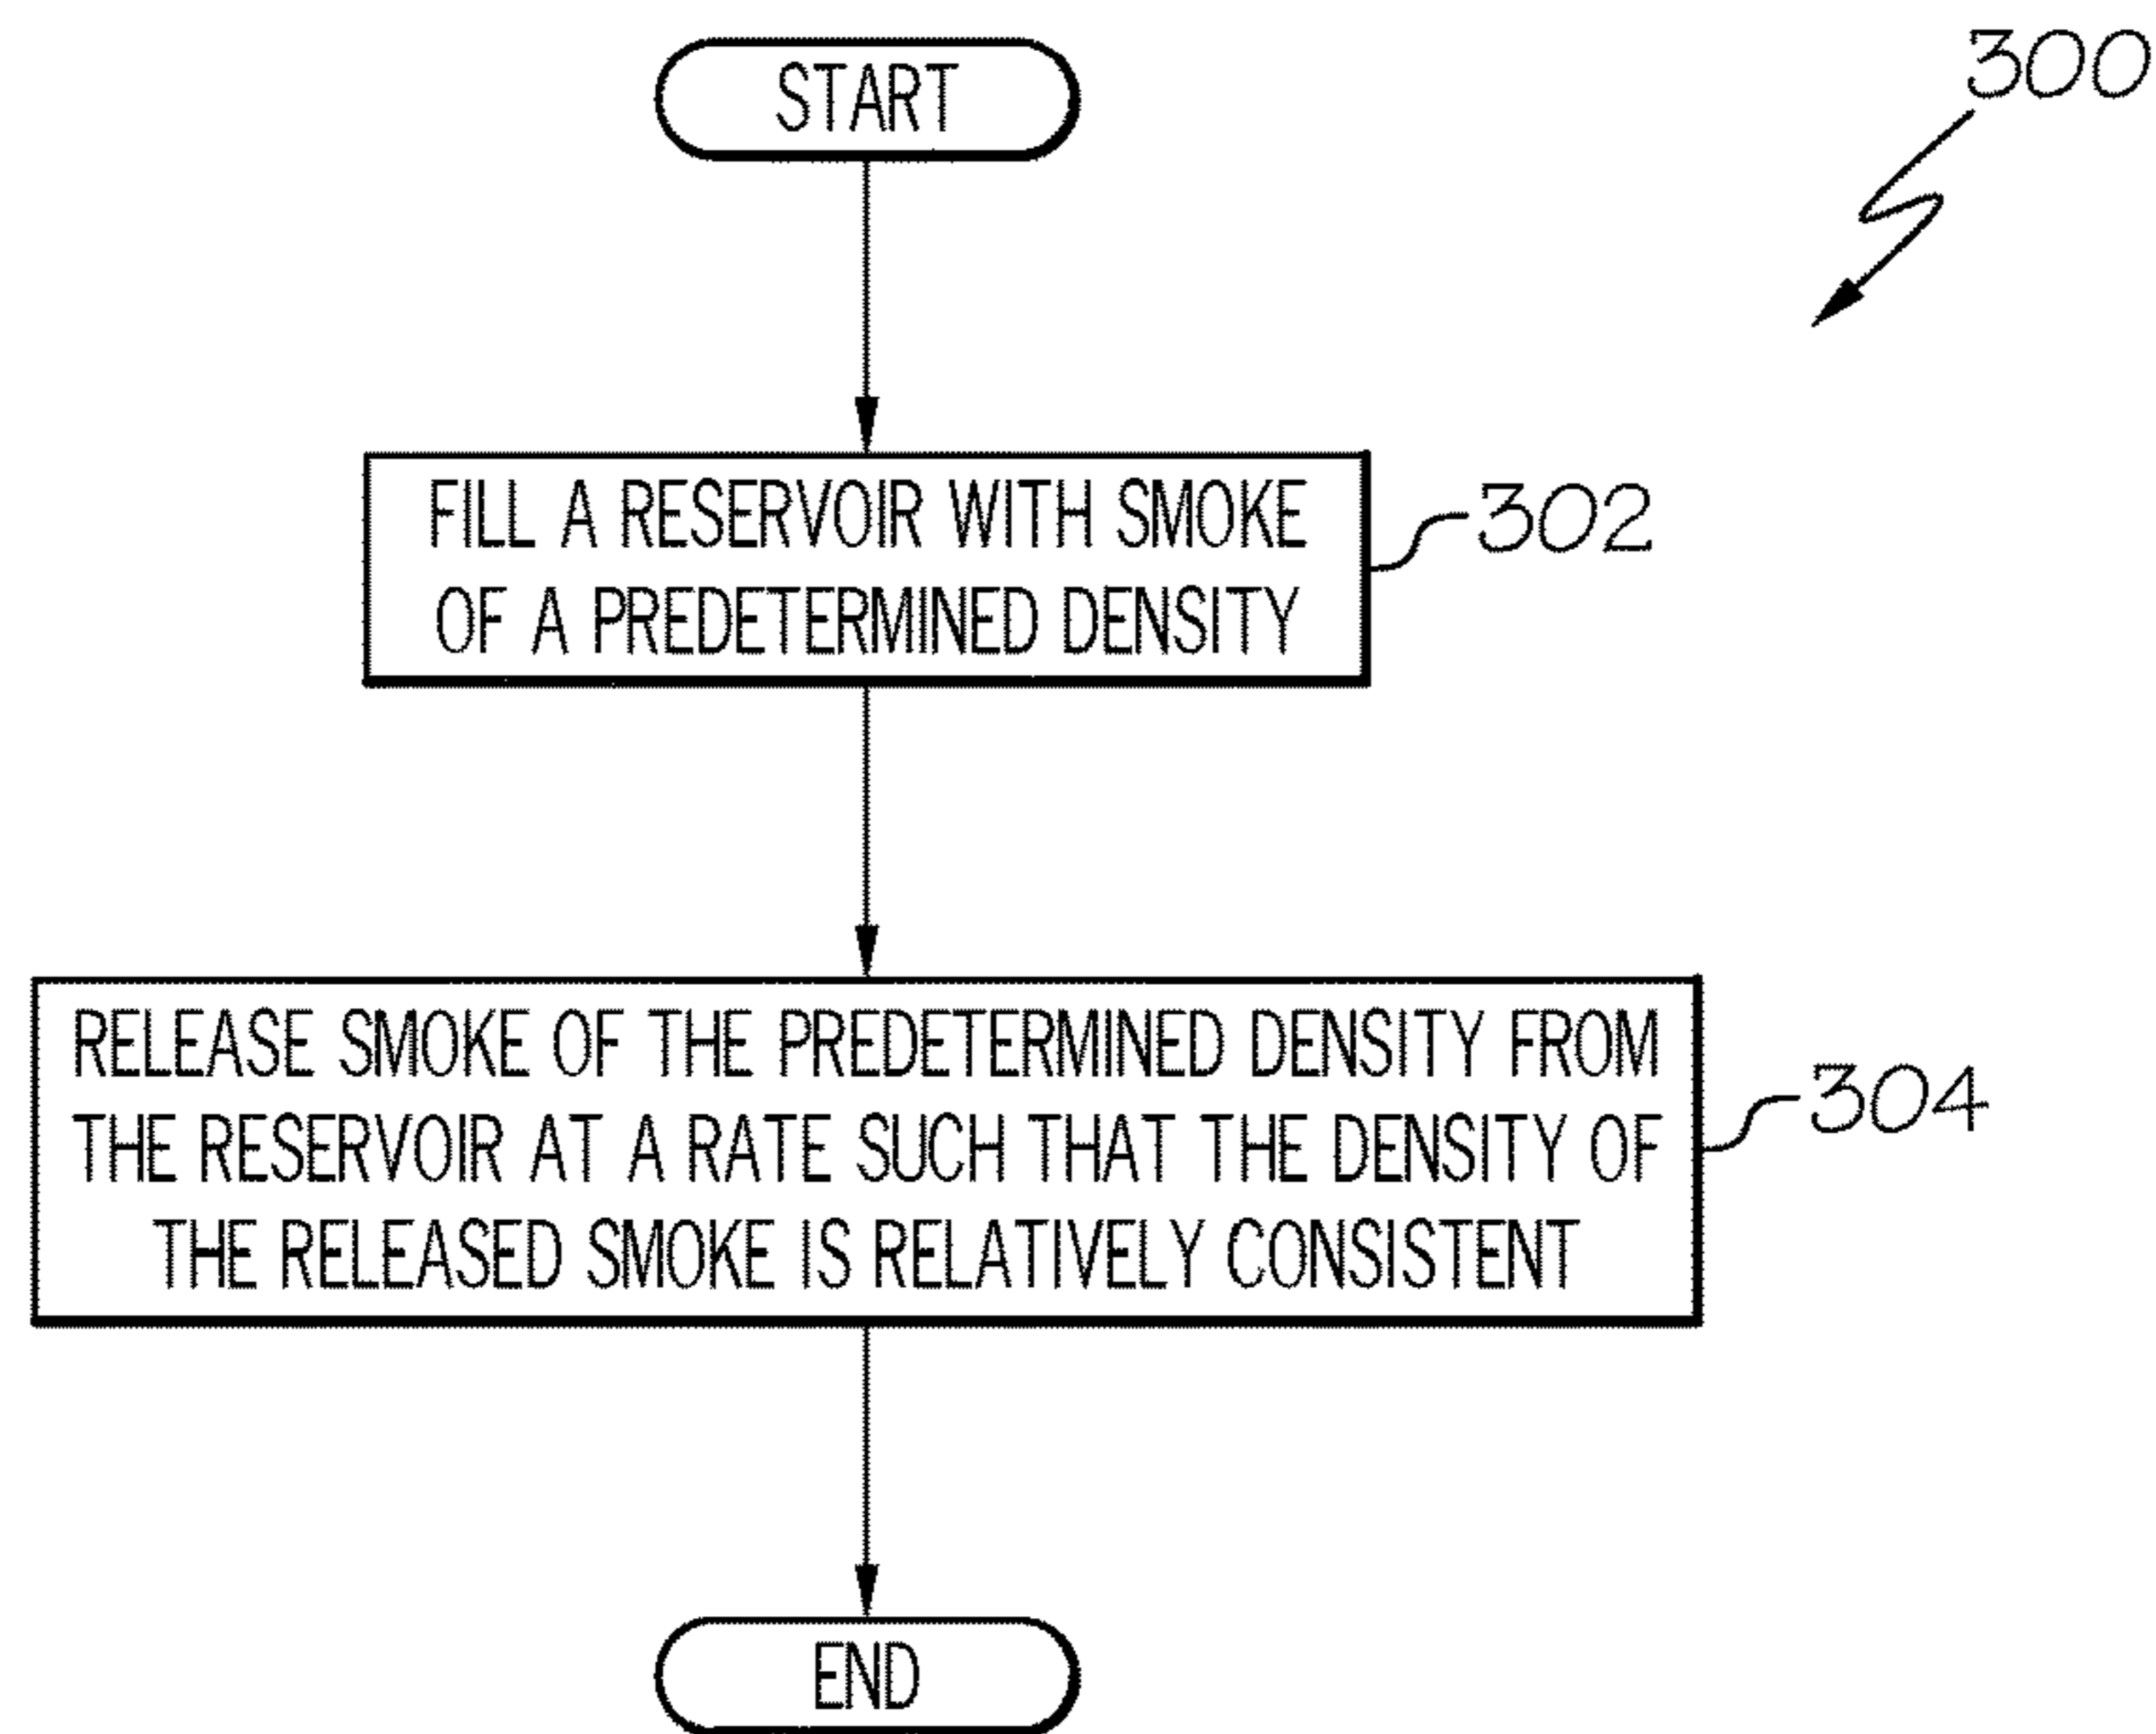 START
300
FILL A RESERVOIR WITH SMOKE
OF A PREDETERMINED DENSITY
302
RELEASE SMOKE OF THE PREDETERMINED DENSITY FROM
THE RESERVOIR AT A RATE SUCH THAT THE DENSITY OF
THE RELEASED SMOKE IS RELATIVELY CONSISTENT
304
END